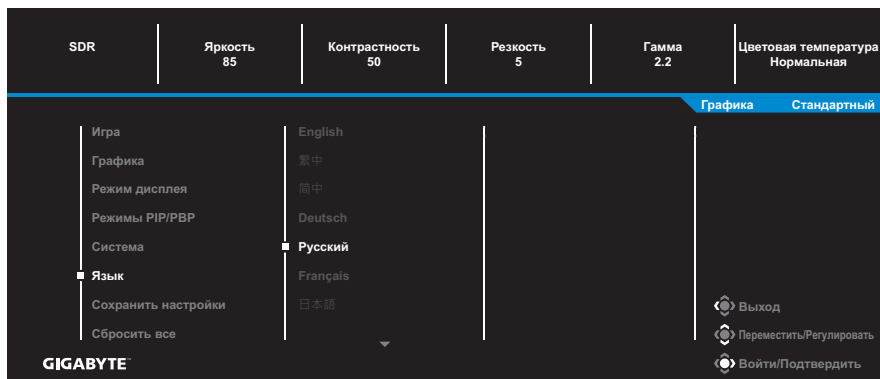 SDR
Яркость
85
Контрастность
50
Резкость
5
Гамма
2.2
Цветовая температура
Нормальная
Графика Стандартный
Игра
Графика
Режим дисплея
Режимы PIP/PBP
Система
Язык
Сохранить настройки
Сбросить все
English
繁中
简中
Deutsch
Русский
Français
日本語
Выход
Переместить/Регулировать
Войти/Подтвердить
GIGABYTE™